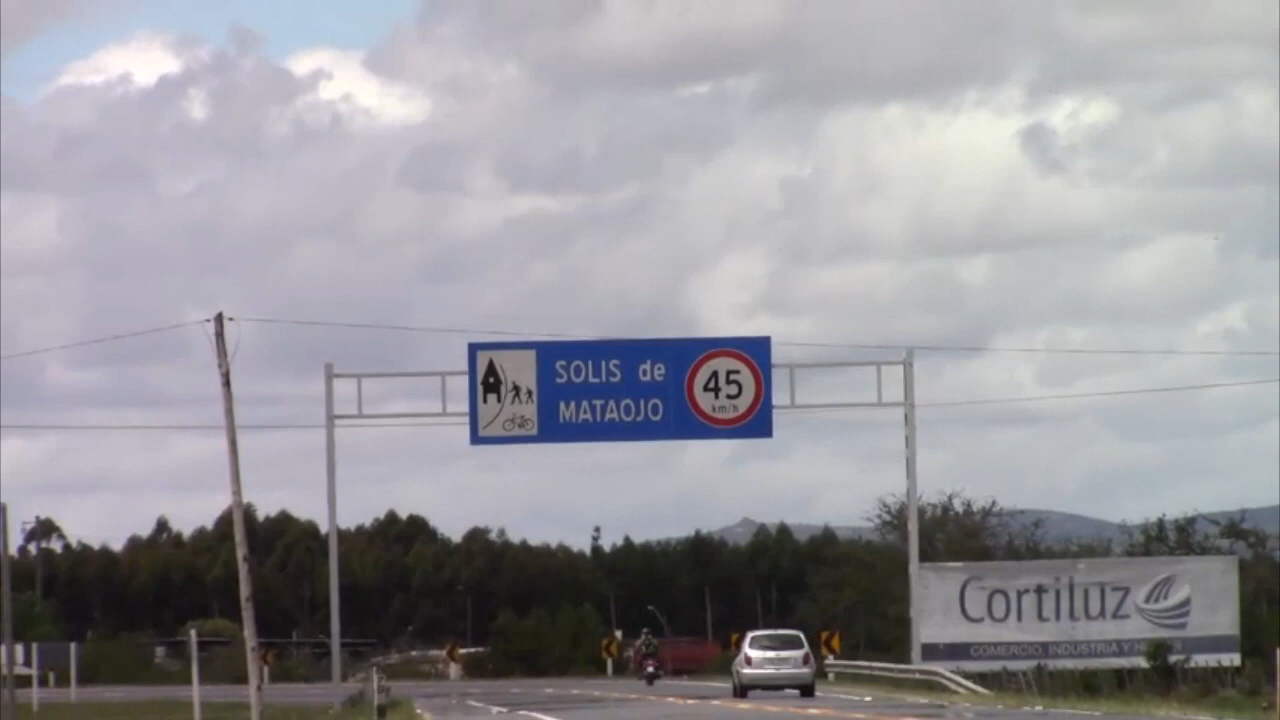 SOLIS de
MATAOJO
45
km/h
Cortiluz
COMERCIO, INDUSTRIA Y